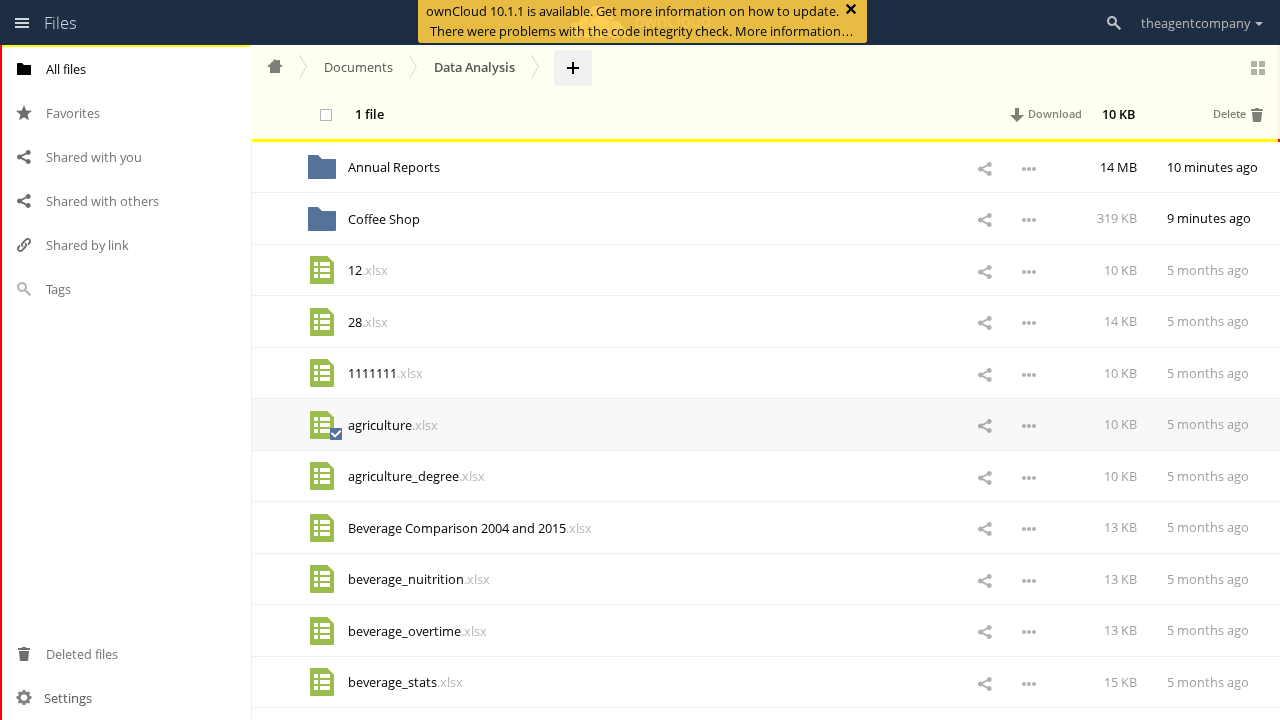 Files
ownCloud 10.1.1 is available. Get more information on how to update.
There were problems with the code integrity check. More information…
theagentcompany
All files
Favorites
Shared with you
Shared with others
Shared by link
Tags
Deleted files
Settings
Documents
Data Analysis
1 file
Download
10 KB
Delete
Annual Reports 14 MB 10 minutes ago
Coffee Shop 319 KB 9 minutes ago
12.xlsx 10 KB 5 months ago
28.xlsx 14 KB 5 months ago
1111111.xlsx 10 KB 5 months ago
agriculture.xlsx 10 KB 5 months ago
agriculture_degree.xlsx 10 KB 5 months ago
Beverage Comparison 2004 and 2015.xlsx 13 KB 5 months ago
beverage_nuitrition.xlsx 13 KB 5 months ago
beverage_overtime.xlsx 13 KB 5 months ago
beverage_stats.xlsx 15 KB 5 months ago